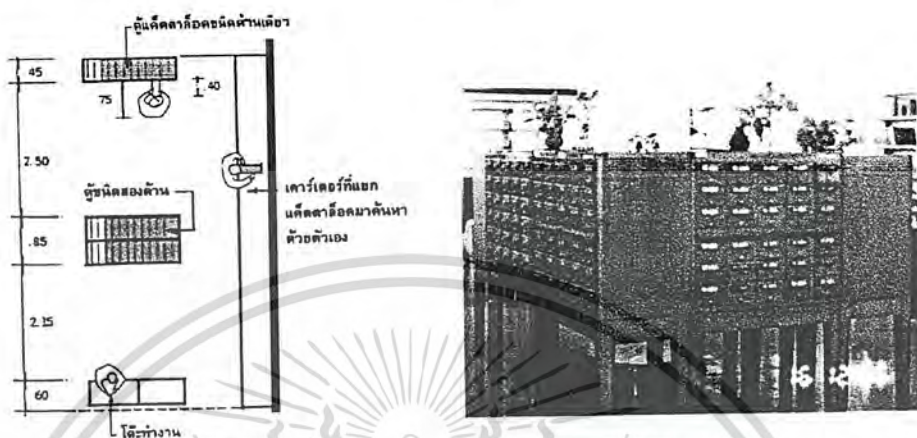 ตู้แค็ตตาล็อคชนิดด้านเดียว
45
75
.40
2.50
เคาร์เตอร์ที่แยก
แค็ตตาล็อคมาค้นหา
ด้วยตัวเอง
ตู้ชนิดสองด้าน
.85
2.25
60
โต๊ะทำงาน